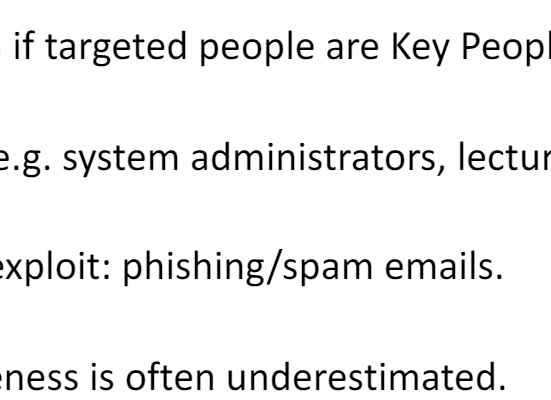 if targeted people are Key Peopl
e.g. system administrators, lectur
exploit: phishing/spam emails.
eness is often underestimated.